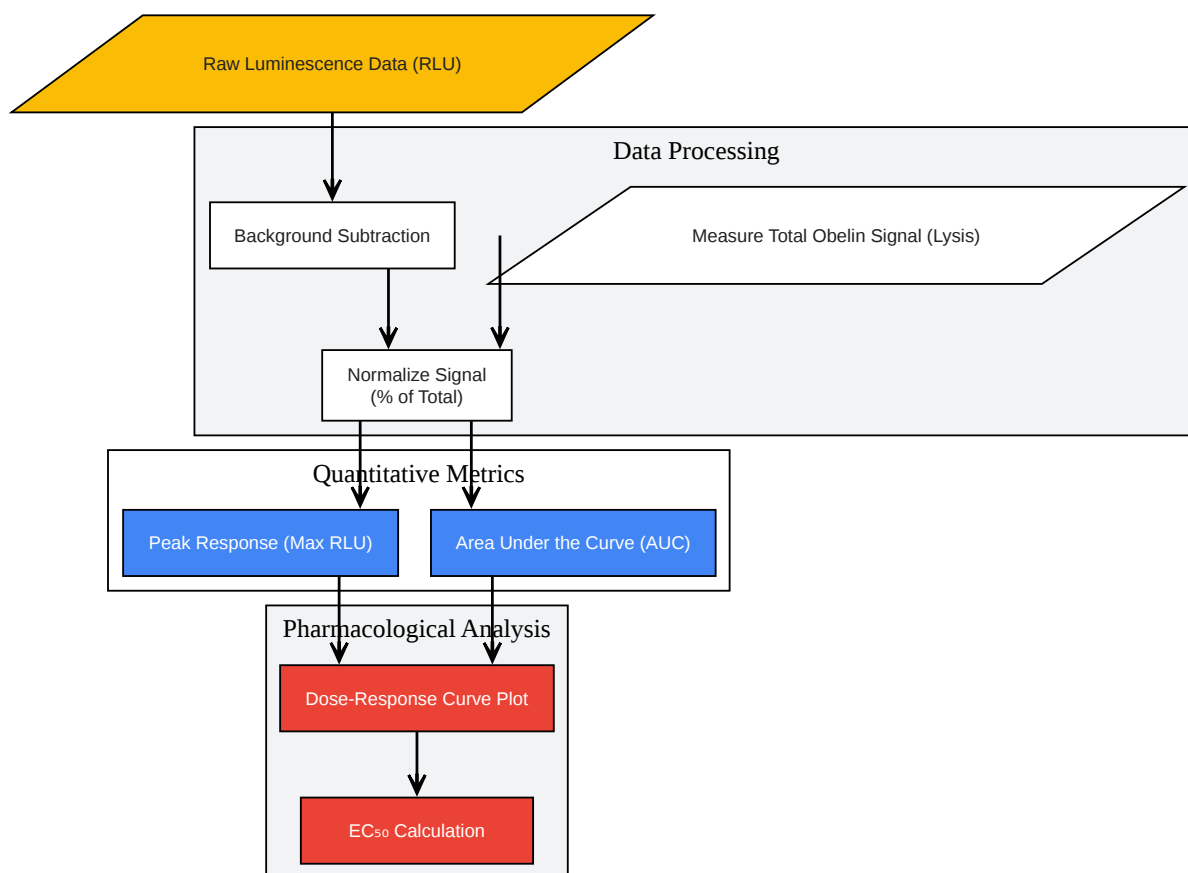 Raw Luminescence Data (RLU)
Data Processing
Background Subtraction
Measure Total Obelin Signal (Lysis)
Normalize Signal
(% of Total)
Quantitative Metrics
Peak Response (Max RLU)
Area Under the Curve (AUC)
Pharmacological Analysis
Dose-Response Curve Plot
EC₅₀ Calculation